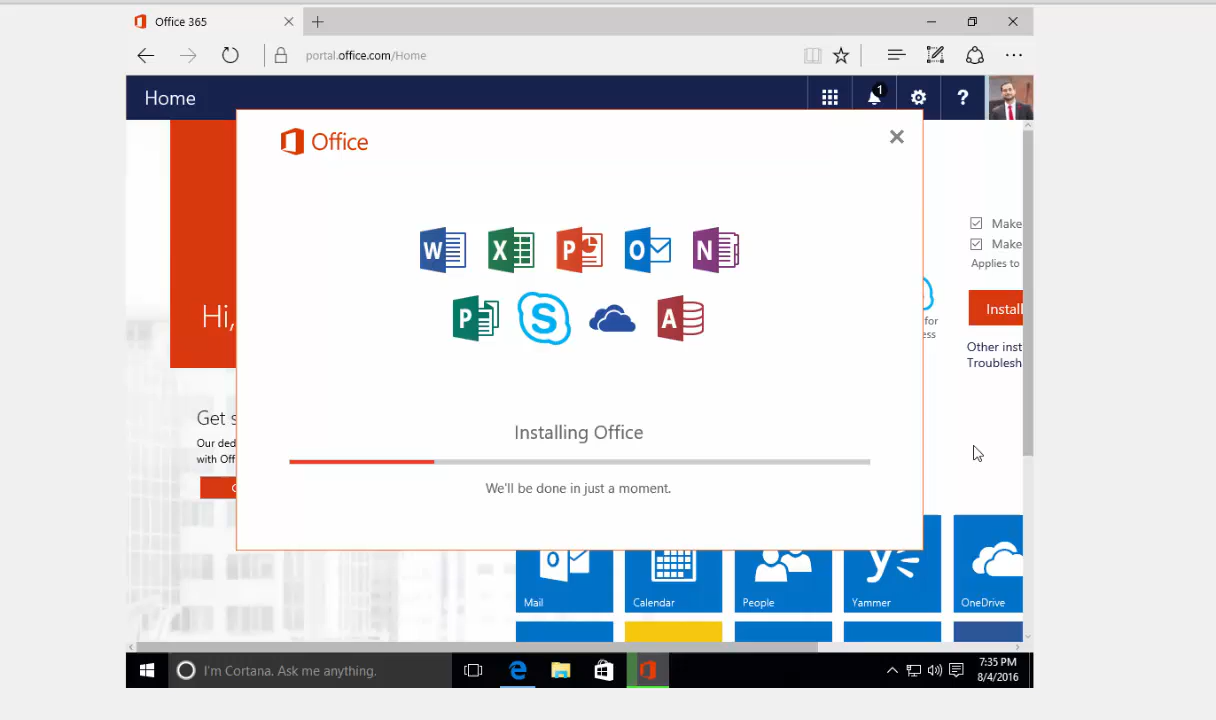 Office 365
portal.office.com/Home
Home
1
?
Office
W
X
P
O
N
P
S
A
Make
Make
Applies to
Install
for
ess
Other inst
Troublesh
Hi,
Get s
Our ded
with Off
Installing Office
We'll be done in just a moment.
O
Mail
Calendar
People
Yammer
OneDrive
I'm Cortana. Ask me anything.
7:35 PM
8/4/2016